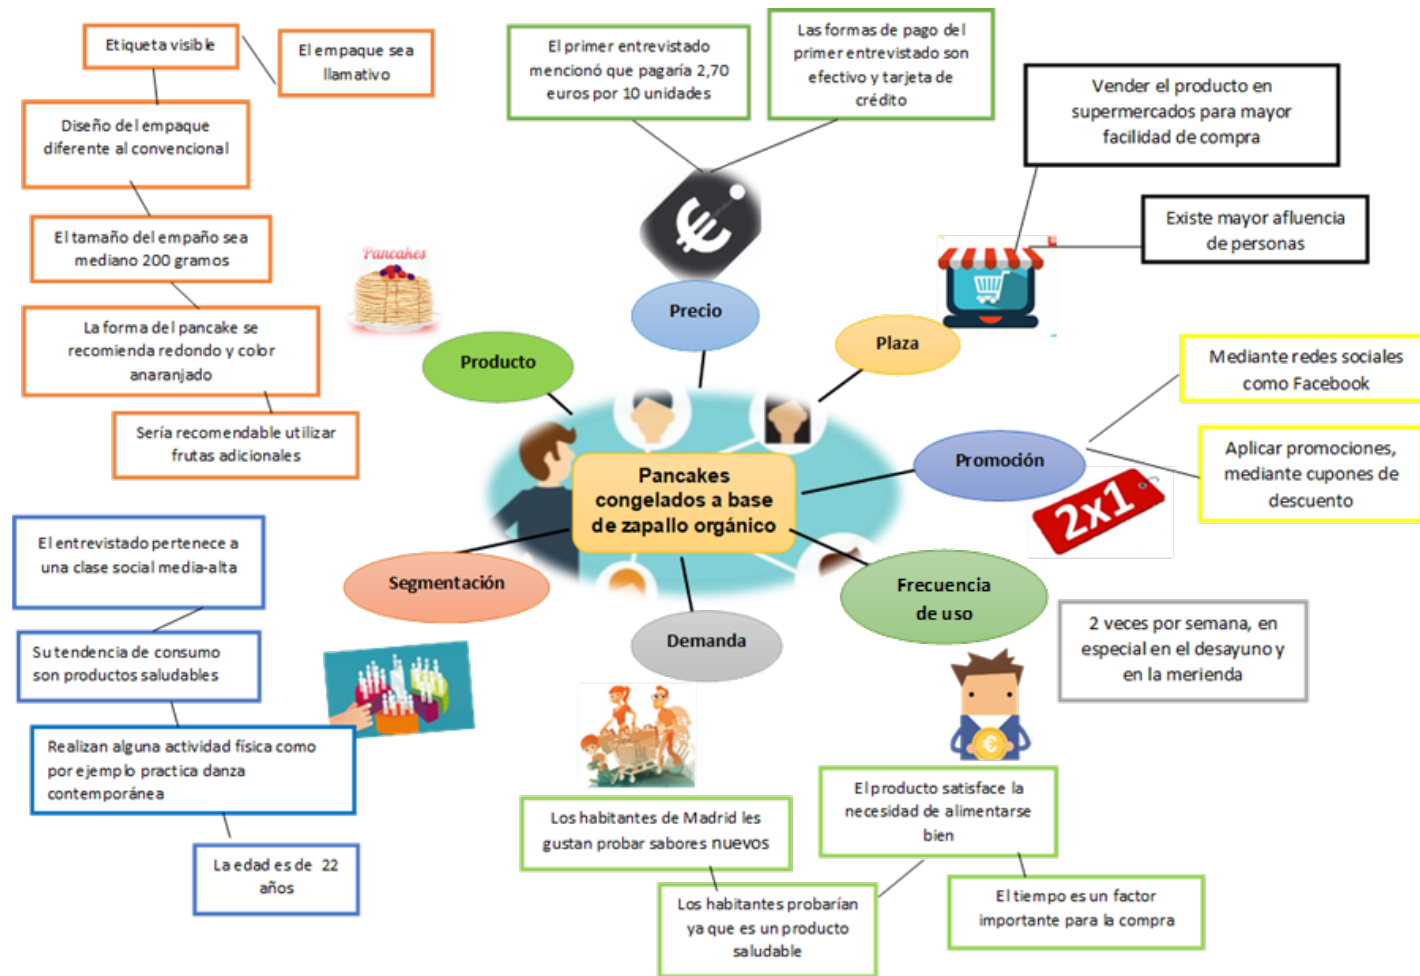 Etiqueta visible
El empaque sea
llamativo
Diseño del empaque
diferente al convencional
El tamaño del empaño sea
mediano 200 gramos
La forma del pancake se
recomienda redondo y color
anaranjado
Sería recomendable utilizar
frutas adicionales
Pancakes
Producto
El primer entrevistado
mencionó que pagaría 2,70
euros por 10 unidades
Las formas de pago del
primer entrevistado son
efectivo y tarjeta de
crédito
€
Precio
Vender el producto en
supermercados para mayor
facilidad de compra
Existe mayor afluencia
de personas
Plaza
Mediante redes sociales
como Facebook
Aplicar promociones,
mediante cupones de
descuento
Promoción
2x1
Pancakes
congelados a base
de zapallo orgánico
Segmentación
El entrevistado pertenece a
una clase social media-alta
Su tendencia de consumo
son productos saludables
Realizan alguna actividad física como
por ejemplo practica danza
contemporánea
La edad es de 22
años
Demanda
Los habitantes de Madrid les
gustan probar sabores nuevos
Los habitantes probarían
ya que es un producto
saludable
El producto satisface la
necesidad de alimentarse
bien
El tiempo es un factor
importante para la compra
Frecuencia
de uso
2 veces por semana, en
especial en el desayuno y
en la merienda
€